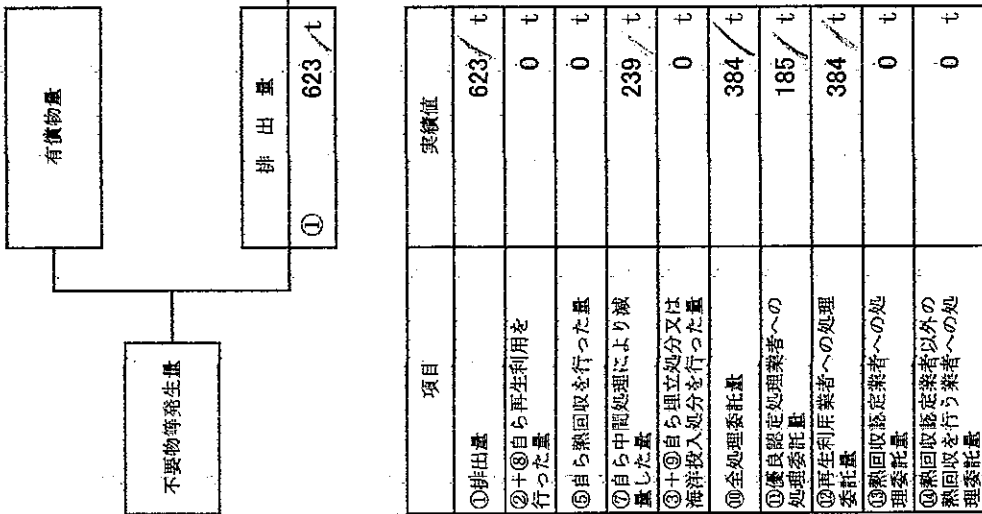 不要物等発生量
有償物量
排出量
①
623 t
項目
実績値
①排出量
623 t
②+⑧自ら再生利用を
行った量
0 t
⑤自ら熱回収を行った量
0 t
⑦自ら中間処理により減
量した量
239 t
③+⑨自ら埋立処分又は
海洋投入処分を行った量
0 t
⑩全処理委託量
384 t
⑪優良認定処理業者への
処理委託量
185 t
⑫再生利用業者への処理
委託量
384 t
⑬熱回収認定業者への処
理委託量
0 t
⑭熱回収認定業者以外の
熱回収を行う業者への処
理委託量
0 t